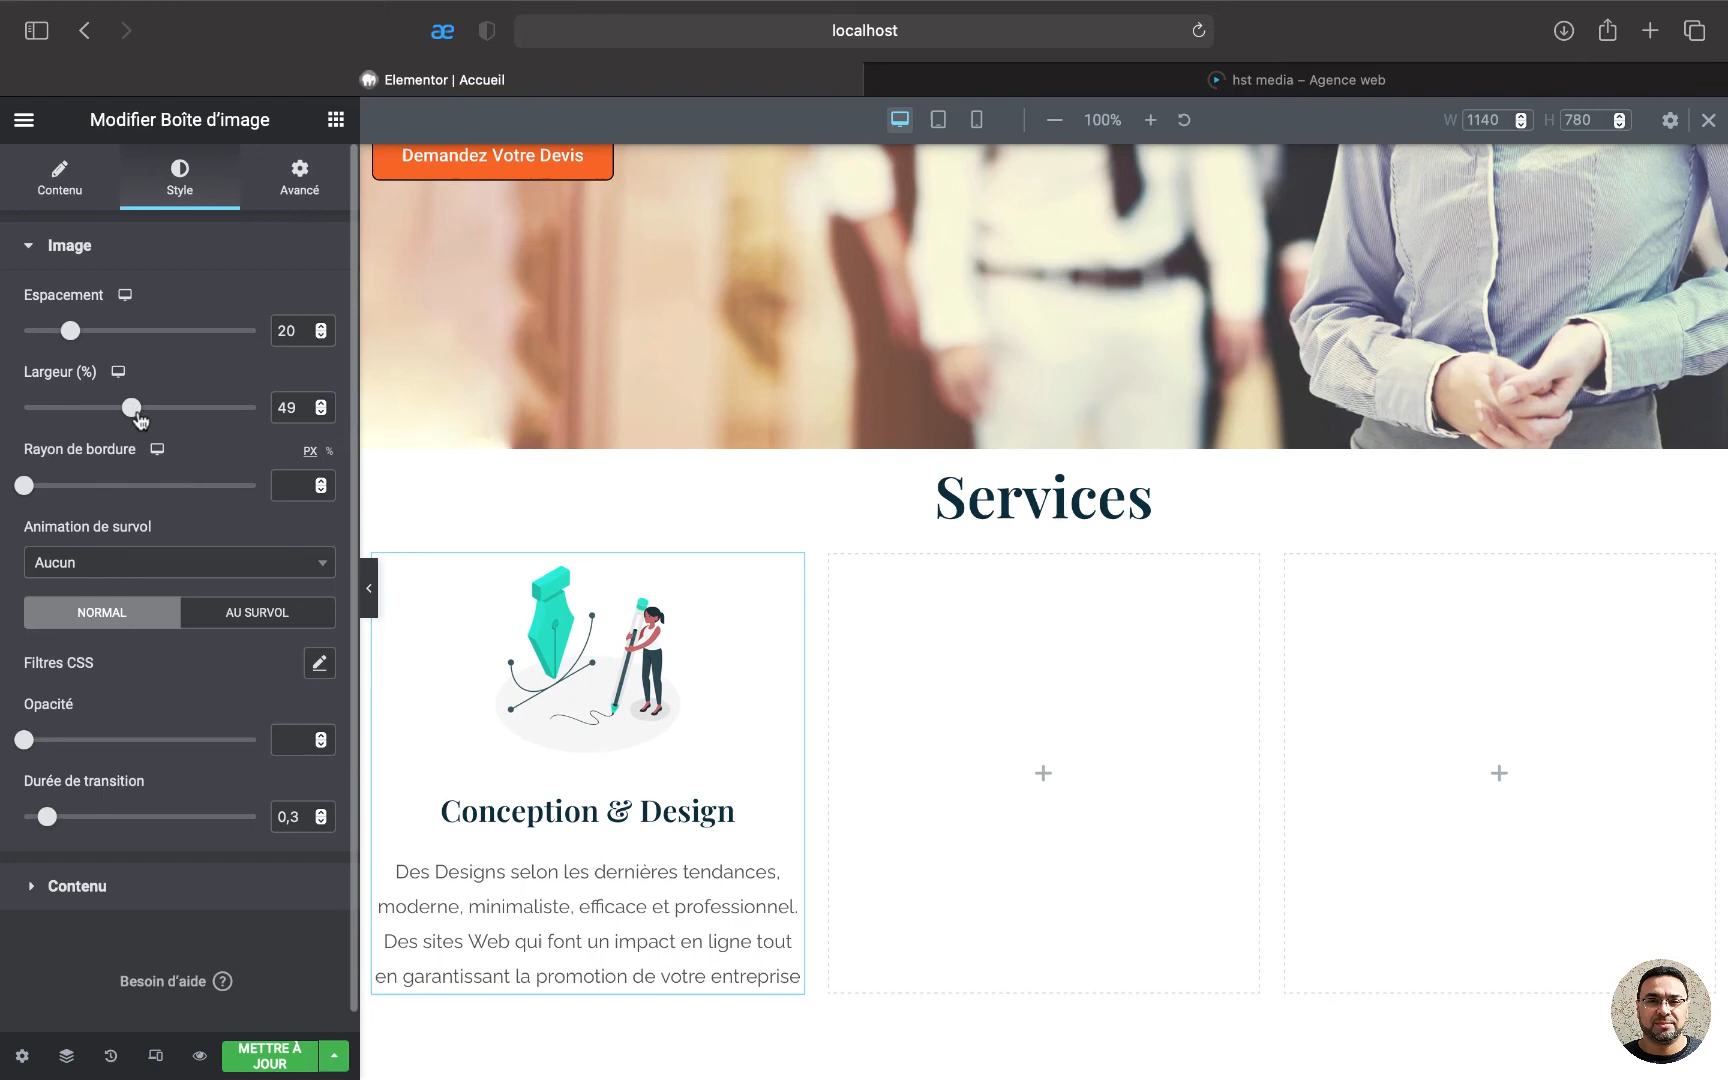 localhost
Elementor | Accueil
hst media – Agence web
Modifier Boîte d'image
100%
W 1140
H 780
Contenu
Style
Avancé
Demandez Votre Devis
Image
Espacement
20
Largeur (%)
49
Rayon de bordure
PX %
Animation de survol
Aucun
NORMAL
AU SURVOL
Filtres CSS
Opacité
Durée de transition
0,3
Contenu
Besoin d'aide ?
METTRE À
JOUR
Services
Conception & Design
Des Designs selon les dernières tendances,
moderne, minimaliste, efficace et professionnel.
Des sites Web qui font un impact en ligne tout
en garantissant la promotion de votre entreprise